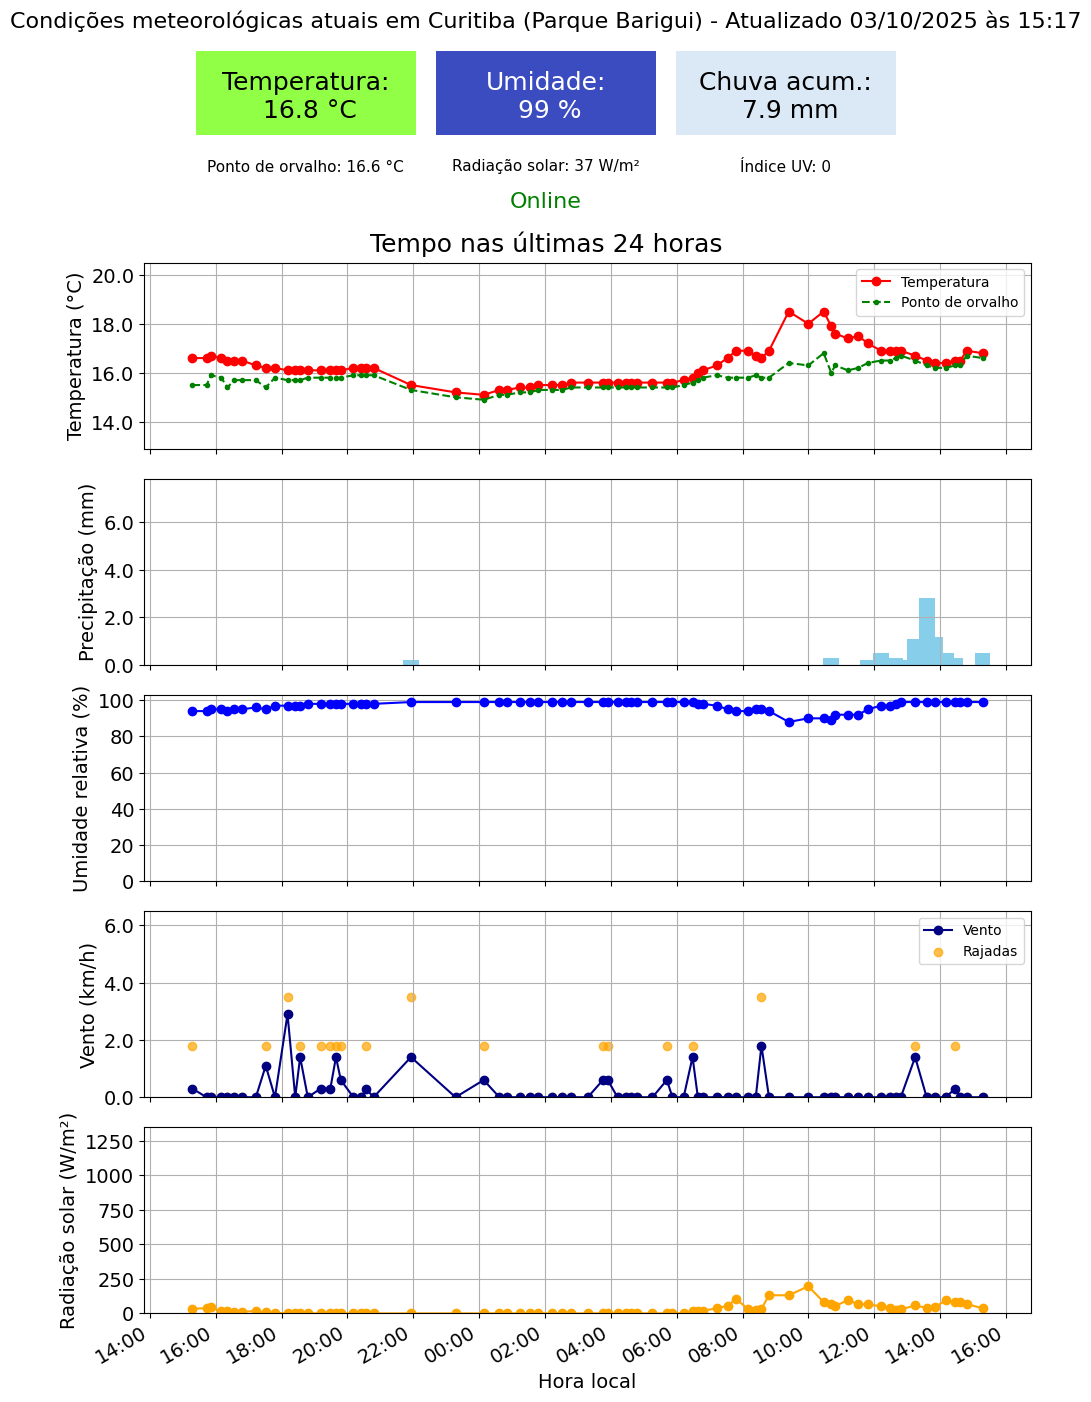 Condições meteorológicas atuais em Curitiba (Parque Barigui) - Atualizado 03/10/2025 às 15:17
Temperatura:
16.8 °C
Umidade:
99 %
Chuva acum.:
7.9 mm
Ponto de orvalho: 16.6 °C
Radiação solar: 37 W/m²
Índice UV: 0
Online
Tempo nas últimas 24 horas
Temperatura (°C)
20.0
18.0
16.0
14.0
Temperatura
Ponto de orvalho
Precipitação (mm)
6.0
4.0
2.0
0.0
Umidade relativa (%)
100
80
60
40
20
0
Vento (km/h)
6.0
4.0
2.0
0.0
Vento
Rajadas
Radiação solar (W/m²)
1250
1000
750
500
250
0
14:00
16:00
18:00
20:00
22:00
00:00
02:00
04:00
06:00
08:00
10:00
12:00
14:00
16:00
Hora local